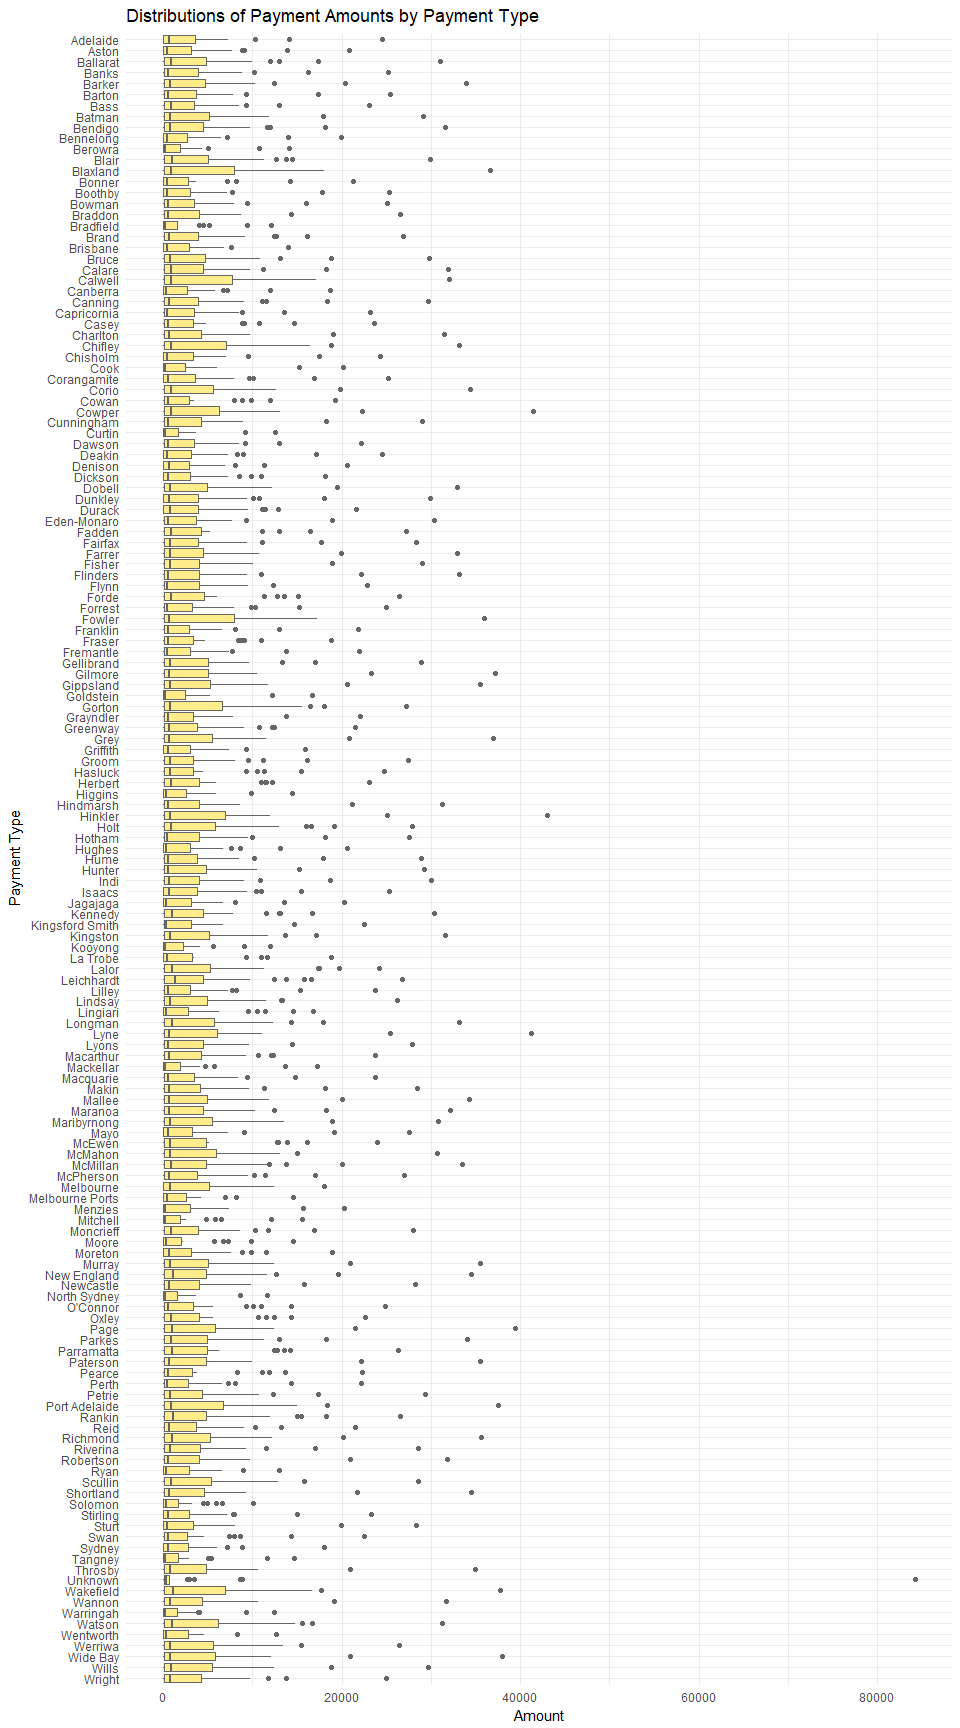 Distributions of Payment Amounts by Payment Type
Adelaide
Aston
Ballarat
Banks
Barker
Barton
Bass
Batman
Bendigo
Bennelong
Berowra
Blair
Blaxland
Bonner
Boothby
Bowman
Braddon
Bradfield
Brand
Brisbane
Bruce
Calare
Calwell
Canberra
Canning
Capricornia
Casey
Charlton
Chifley
Chisholm
Cook
Corangamite
Corio
Cowan
Cowper
Cunningham
Curtin
Dawson
Deakin
Denison
Dickson
Dobell
Dunkley
Durack
Eden-Monaro
Fadden
Fairfax
Farrer
Fisher
Flinders
Flynn
Forde
Forrest
Fowler
Franklin
Fraser
Fremantle
Gellibrand
Gilmore
Gippsland
Goldstein
Gorton
Grayndler
Greenway
Grey
Griffith
Groom
Hasluck
Herbert
Higgins
Hindmarsh
Hinkler
Holt
Hotham
Hughes
Hume
Hunter
Indi
Isaacs
Jagajaga
Kennedy
Kingsford Smith
Kingston
Kooyong
La Trobe
Lalor
Leichhardt
Lilley
Lindsay
Lingiari
Longman
Lyne
Lyons
Macarthur
Mackellar
Macquarie
Makin
Mallee
Maranoa
Maribyrnong
Mayo
McEwen
McMahon
McMillan
McPherson
Melbourne
Melbourne Ports
Menzies
Mitchell
Moncrieff
Moore
Moreton
Murray
New England
Newcastle
North Sydney
O'Connor
Oxley
Page
Parkes
Parramatta
Paterson
Pearce
Perth
Petrie
Port Adelaide
Rankin
Reid
Richmond
Riverina
Robertson
Ryan
Scullin
Shortland
Solomon
Stirling
Sturt
Swan
Sydney
Tangney
Throsby
Unknown
Wakefield
Wannon
Warringah
Watson
Wentworth
Werriwa
Wide Bay
Wills
Wright
Payment Type
0 20000 40000 60000 80000
Amount